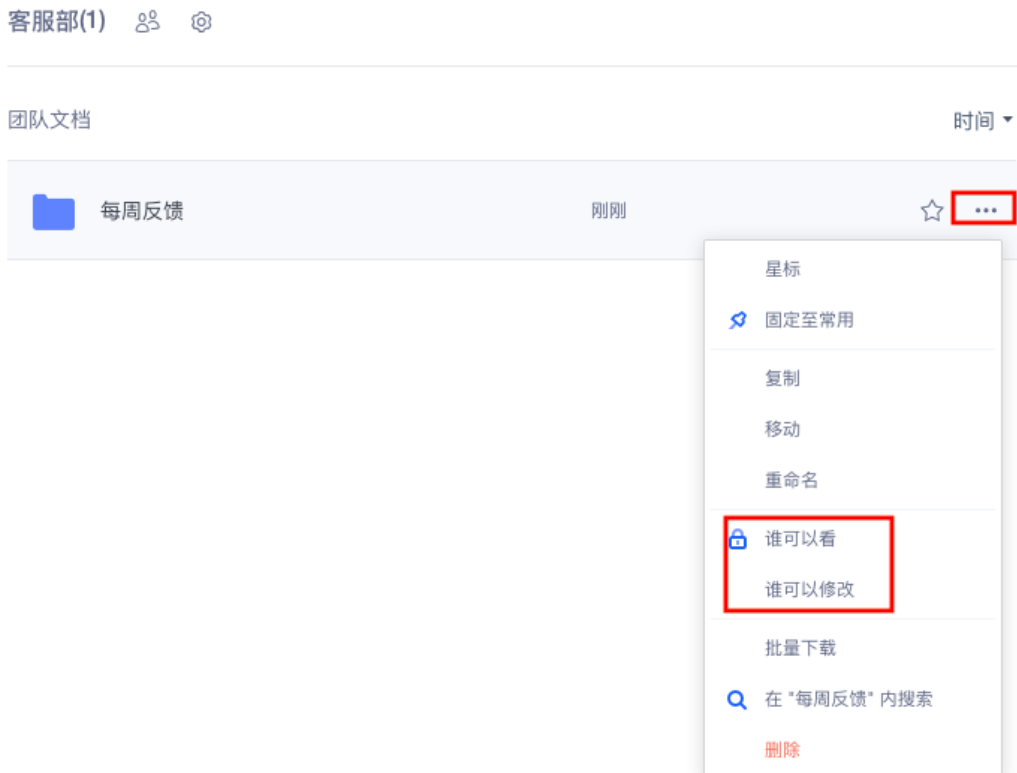 客服部(1)
团队文档 时间
每周反馈 刚刚
星标
固定至常用
复制
移动
重命名
谁可以看
谁可以修改
批量下载
在 "每周反馈" 内搜索
删除